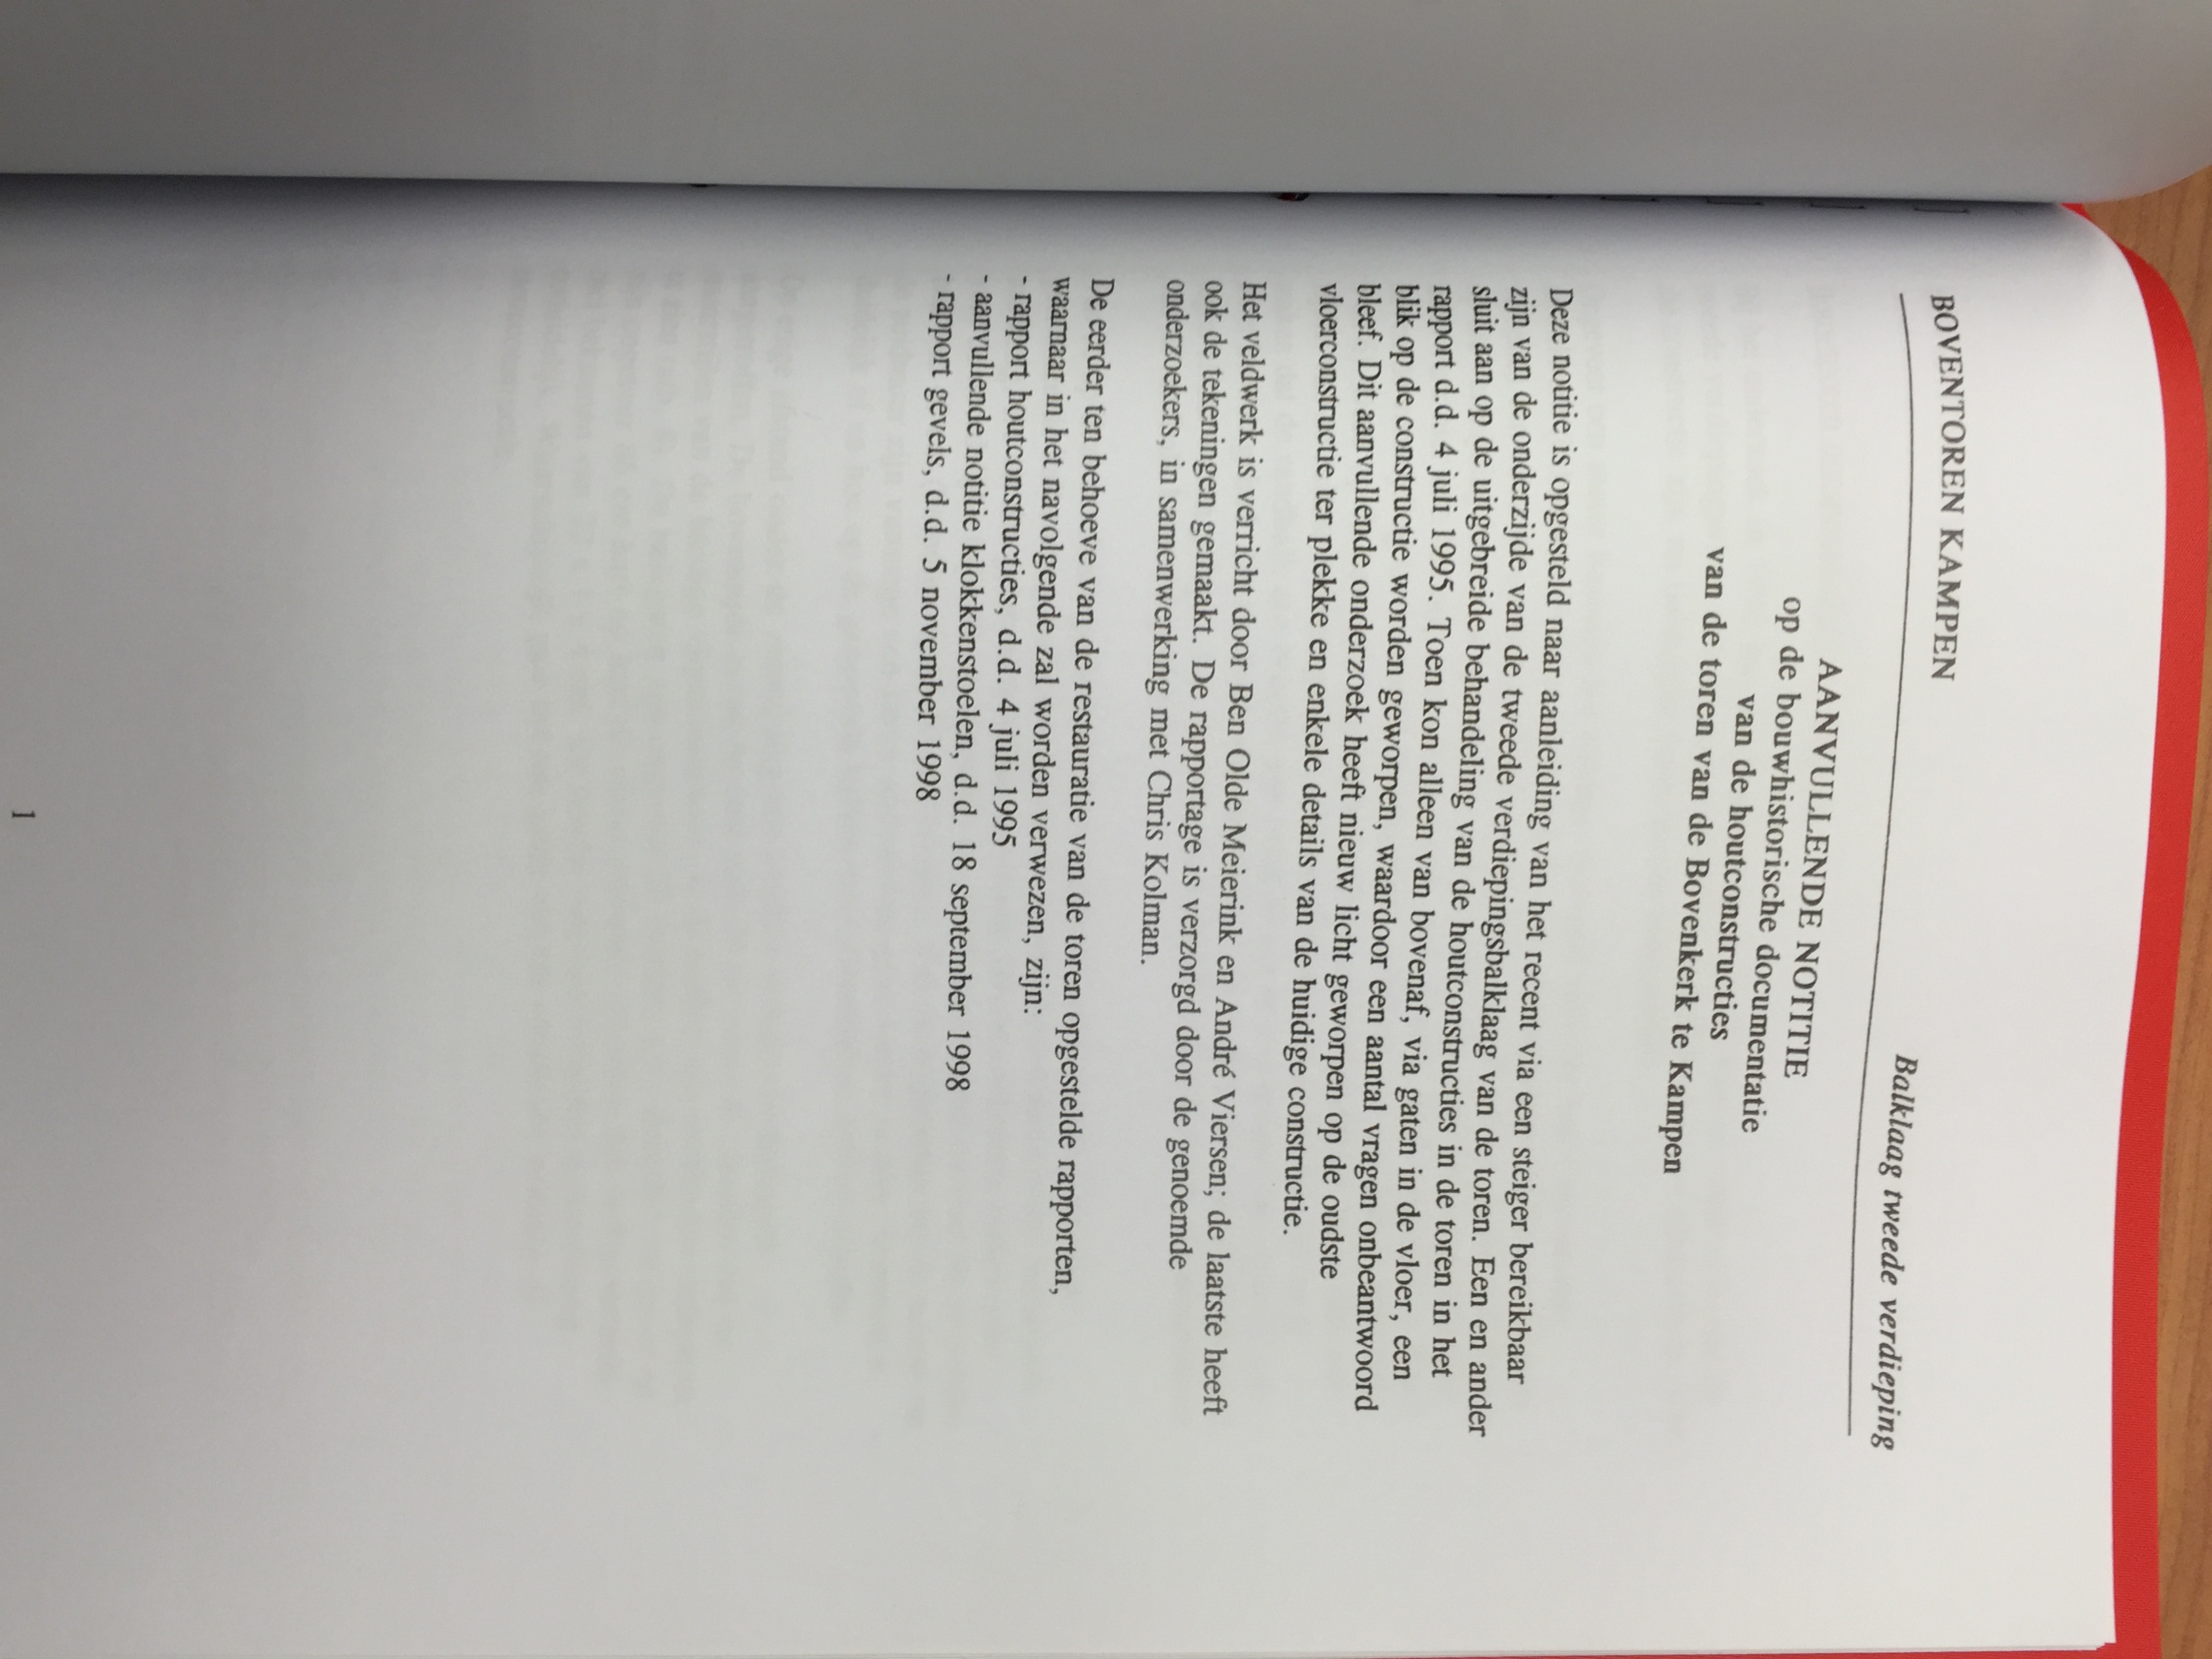 BOVENTOREN KAMPEN
Balklaag tweede verdieping
AANVULLENDE NOTITIE
op de bouwhistorische documentatie
van de houtconstructies
van de toren van de Bovenkerk te Kampen
Deze notitie is opgesteld naar aanleiding van het recent via een steiger bereikbaar
zijn van de onderzijde van de tweede verdiepingsbalklaag van de toren. Een en ander
sluit aan op de uitgebreide behandeling van de houtconstructies in de toren in het
rapport d.d. 4 juli 1995. Toen kon alleen van bovenaf, via gaten in de vloer, een
blik op de constructie worden geworpen, waardoor een aantal vragen onbeantwoord
bleef. Dit aanvullende onderzoek heeft nieuw licht geworpen op de oudste
vloerconstructie ter plekke en enkele details van de huidige constructie.
Het veldwerk is verricht door Ben Olde Meierink en André Viersen; de laatste heeft
ook de tekeningen gemaakt. De rapportage is verzorgd door de genoemde
onderzoekers, in samenwerking met Chris Kolman.
De eerder ten behoeve van de restauratie van de toren opgestelde rapporten,
waarnaar in het navolgende zal worden verwezen, zijn:
- rapport houtconstructies, d.d. 4 juli 1995
- aanvullende notitie klokkenstoelen, d.d. 18 september 1998
- rapport gevels, d.d. 5 november 1998
1